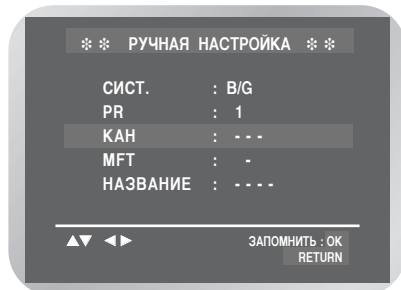 ❇ ❇ РУЧНАЯ НАСТРОЙКА ❇ ❇
СИСТ. : B/G
PR : 1
КАН : - - -
MFT : -
НАЗВАНИЕ : - - - -
▲▼ ◀▶ ЗАПОМНИТЬ : OK
RETURN